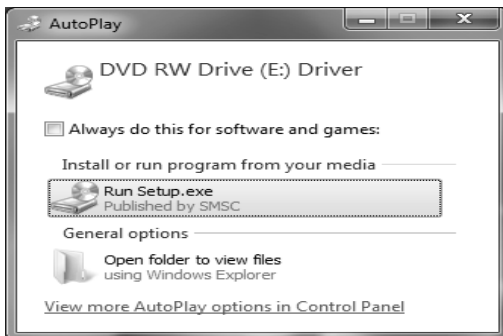 AutoPlay
DVD RW Drive (E:) Driver
Always do this for software and games:
Install or run program from your media
Run Setup.exe
Published by SMSC
General options
Open folder to view files
using Windows Explorer
View more AutoPlay options in Control Panel